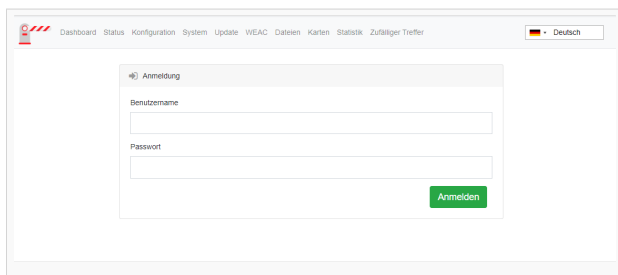 Dashboard Status Konfiguration System Update WEAC Dateien Karten Statistik Zufälliger Treffer Deutsch
Anmeldung
Benutzername
Passwort
Anmelden